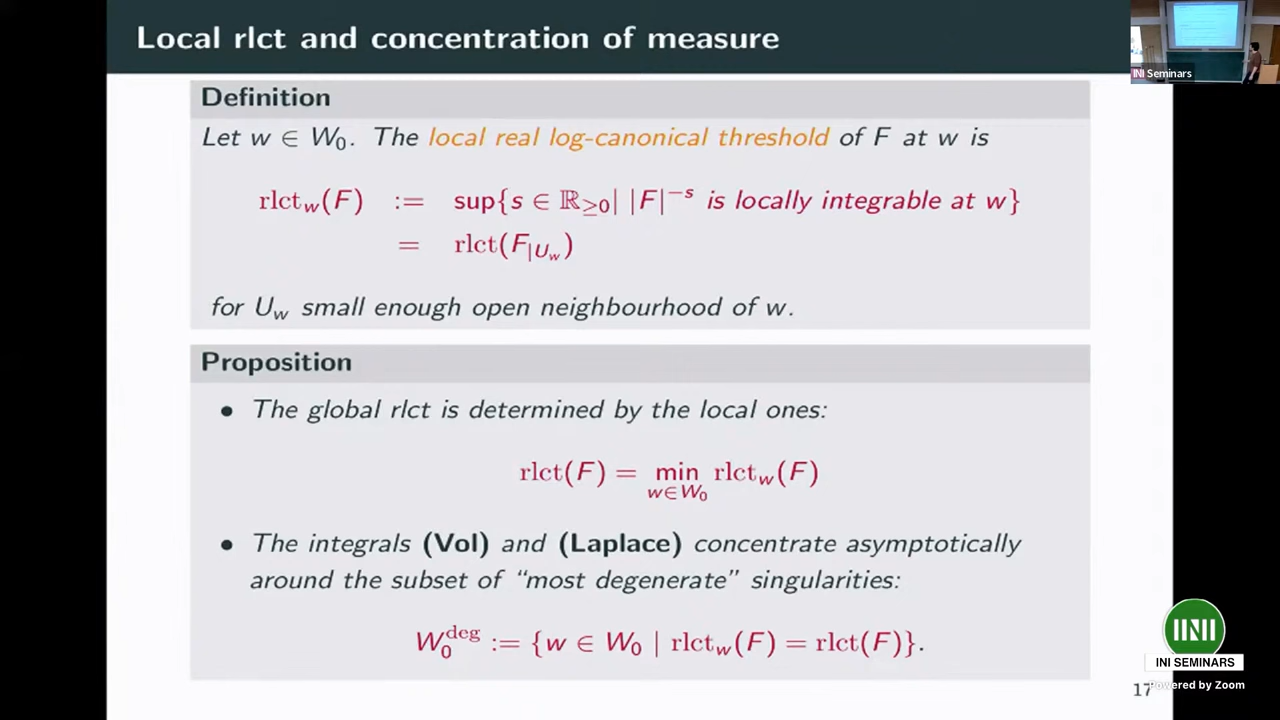 Local rlct and concentration of measure
INI Seminars
Definition
Let w ∈ W₀. The local real log-canonical threshold of F at w is
rlct_w(F) := sup{s ∈ ℝ≥0| |F|^−s is locally integrable at w}
= rlct(F_|U_w)
for U_w small enough open neighbourhood of w.
Proposition
• The global rlct is determined by the local ones:
rlct(F) = min_{w∈W₀} rlct_w(F)
• The integrals (Vol) and (Laplace) concentrate asymptotically
around the subset of “most degenerate” singularities:
W₀^deg := {w ∈ W₀ | rlct_w(F) = rlct(F)}.
INI
INI SEMINARS
17
Powered by Zoom